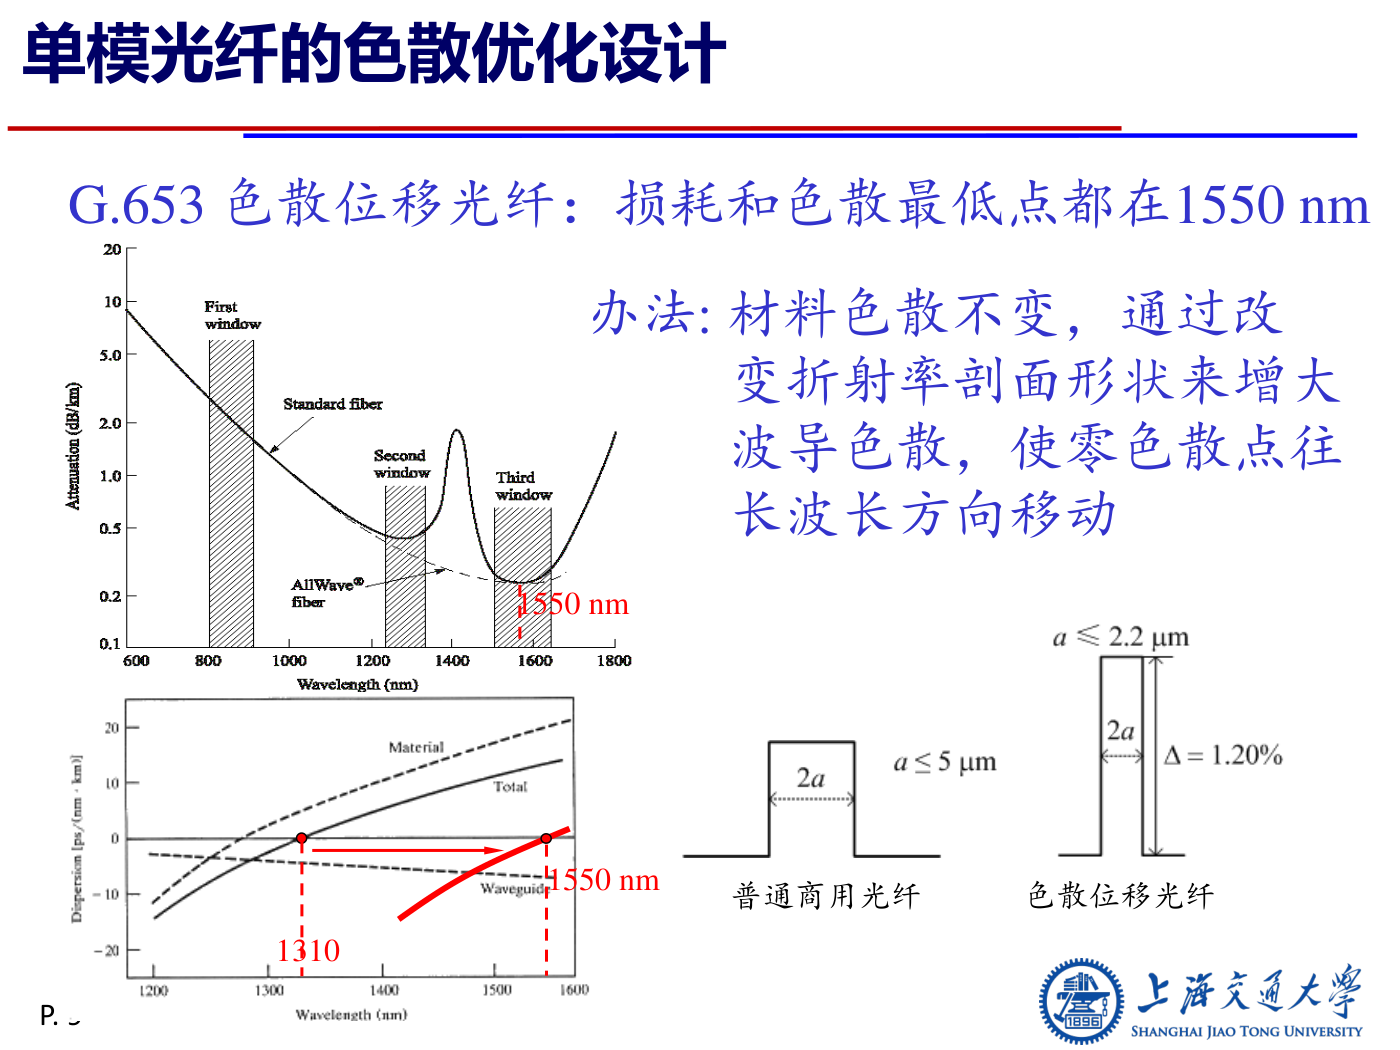 单模光纤的色散优化设计
G.653 色散位移光纤：损耗和色散最低点都在1550 nm
办法: 材料色散不变，通过改
变折射率剖面形状来增大
波导色散，使零色散点往
长波长方向移动
20
10
5.0
2.0
1.0
0.5
0.2
0.1
Attenuation (dB/km)
First
window
Standard fiber
Second
window
Third
window
AllWave®
fiber
1550 nm
600 800 1000 1200 1400 1600 1800
Wavelength (nm)
20
10
0
−10
−20
Dispersion [ps/(nm · km)]
Material
Total
Waveguide
1550 nm
1310
1200 1300 1400 1500 1600
Wavelength (nm)
2a
a ≤ 5 μm
普通商用光纤
a ⩽ 2.2 μm
2a
Δ = 1.20%
色散位移光纤
P.
1896
上海交通大学
SHANGHAI JIAO TONG UNIVERSITY